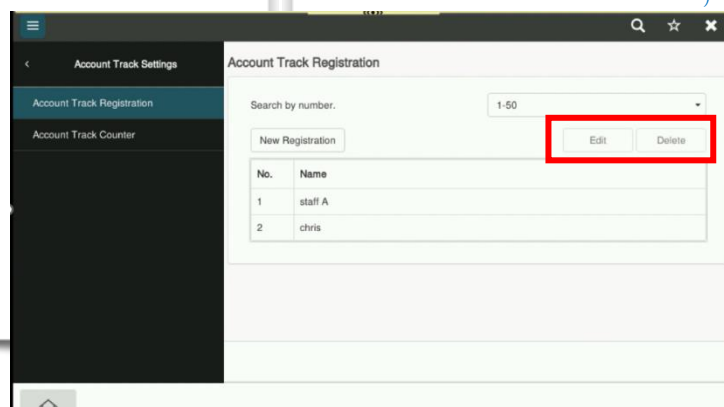 Account Track Settings
Account Track Registration
Account Track Registration
Account Track Counter
Search by number.
1-50
New Registration
Edit
Delete
No.
Name
1
staff A
2
chris